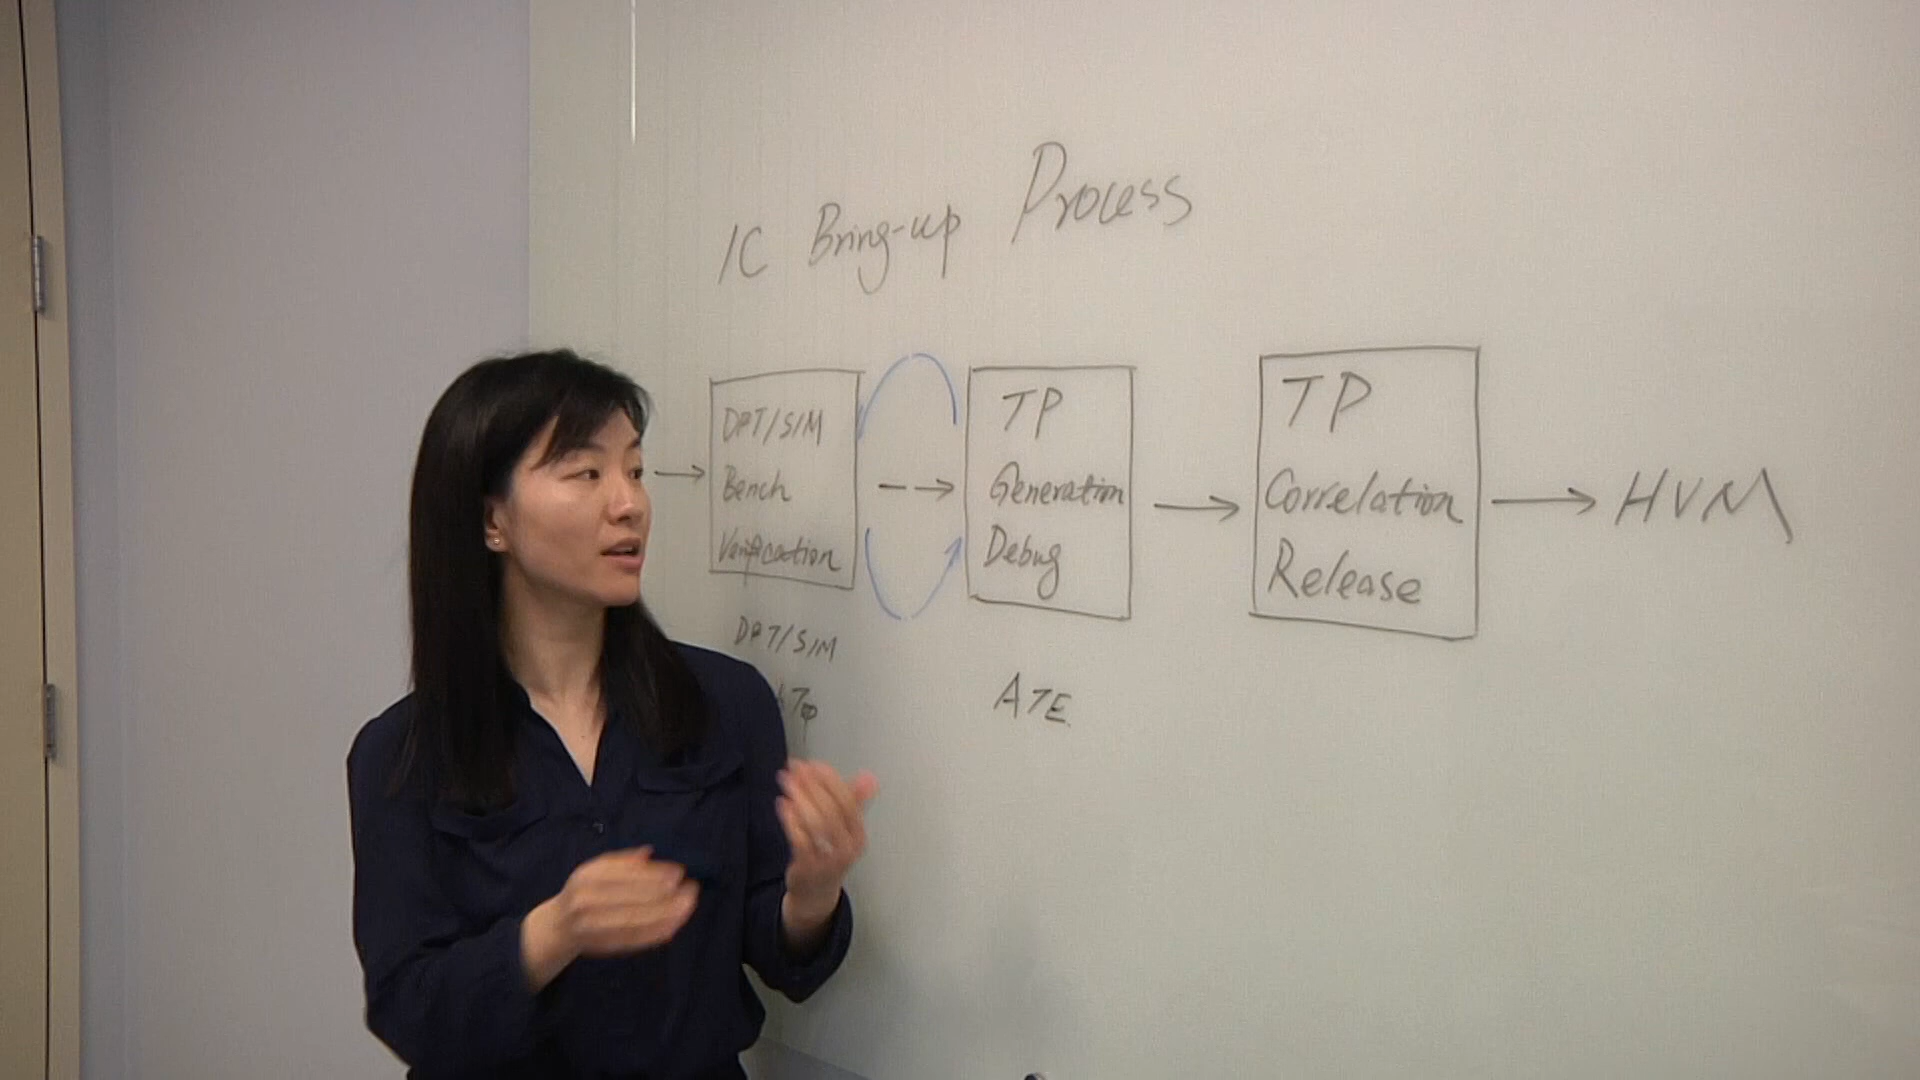 IC Bring-up Process
DPT/SIM
Bench
Verification
TP
Generation
Debug
TP
Correlation
Release
HVM
DPT/SIM
ATE